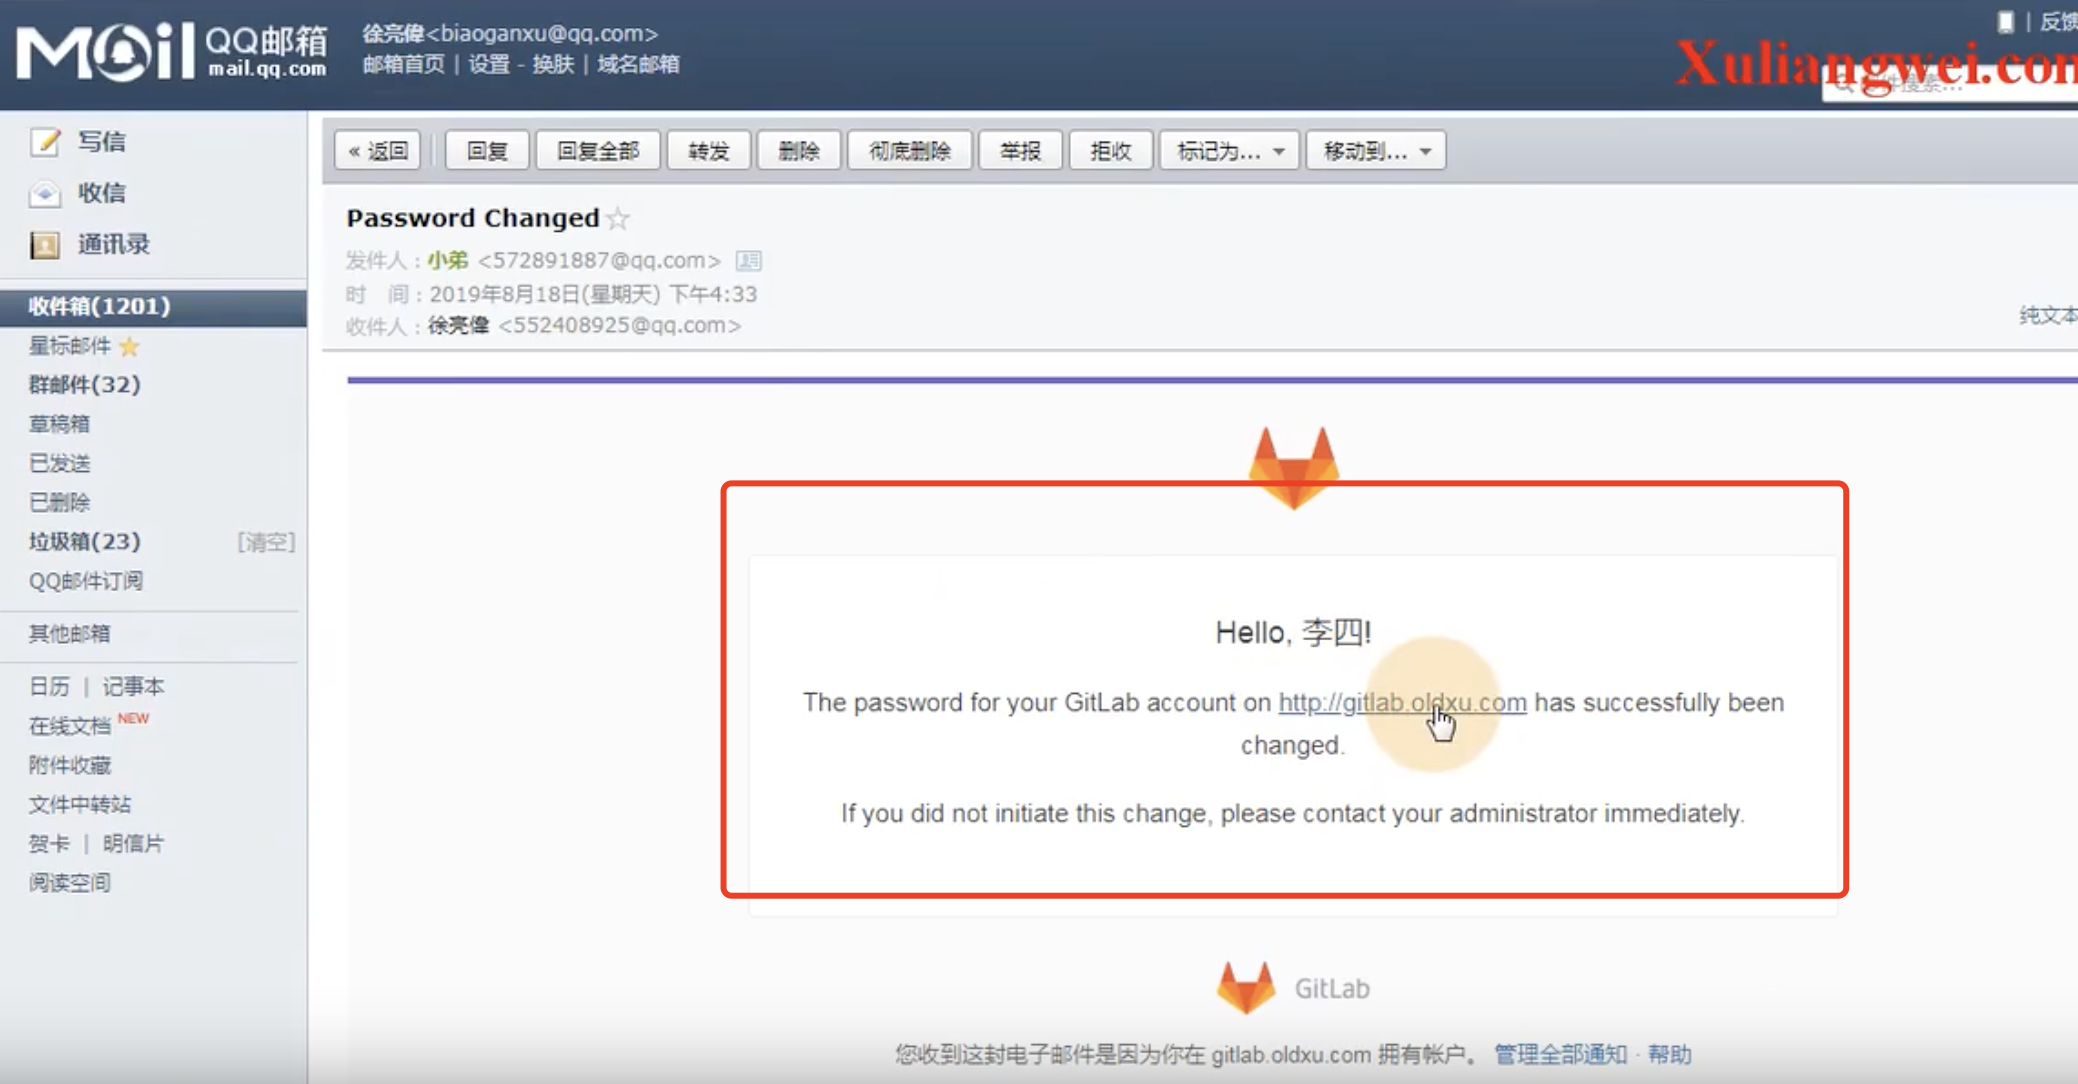 Mail QQ邮箱
mail.qq.com
徐亮偉<biaoganxu@qq.com>
邮箱首页 | 设置 - 换肤 | 域名邮箱
| 反馈
Xuliangwei.com
写信
收信
通讯录
收件箱(1201)
星标邮件
群邮件(32)
草稿箱
已发送
已删除
垃圾箱(23) [清空]
QQ邮件订阅
其他邮箱
日历 | 记事本
在线文档 NEW
附件收藏
文件中转站
贺卡 | 明信片
阅读空间
« 返回 回复 回复全部 转发 删除 彻底删除 举报 拒收 标记为... 移动到...
Password Changed
发件人：小弟 <572891887@qq.com>
时 间：2019年8月18日(星期天) 下午4:33
收件人：徐亮偉 <552408925@qq.com>
纯文本
Hello, 李四!
The password for your GitLab account on http://gitlab.oldxu.com has successfully been
changed.
If you did not initiate this change, please contact your administrator immediately.
GitLab
您收到这封电子邮件是因为你在 gitlab.oldxu.com 拥有帐户。 管理全部通知 · 帮助